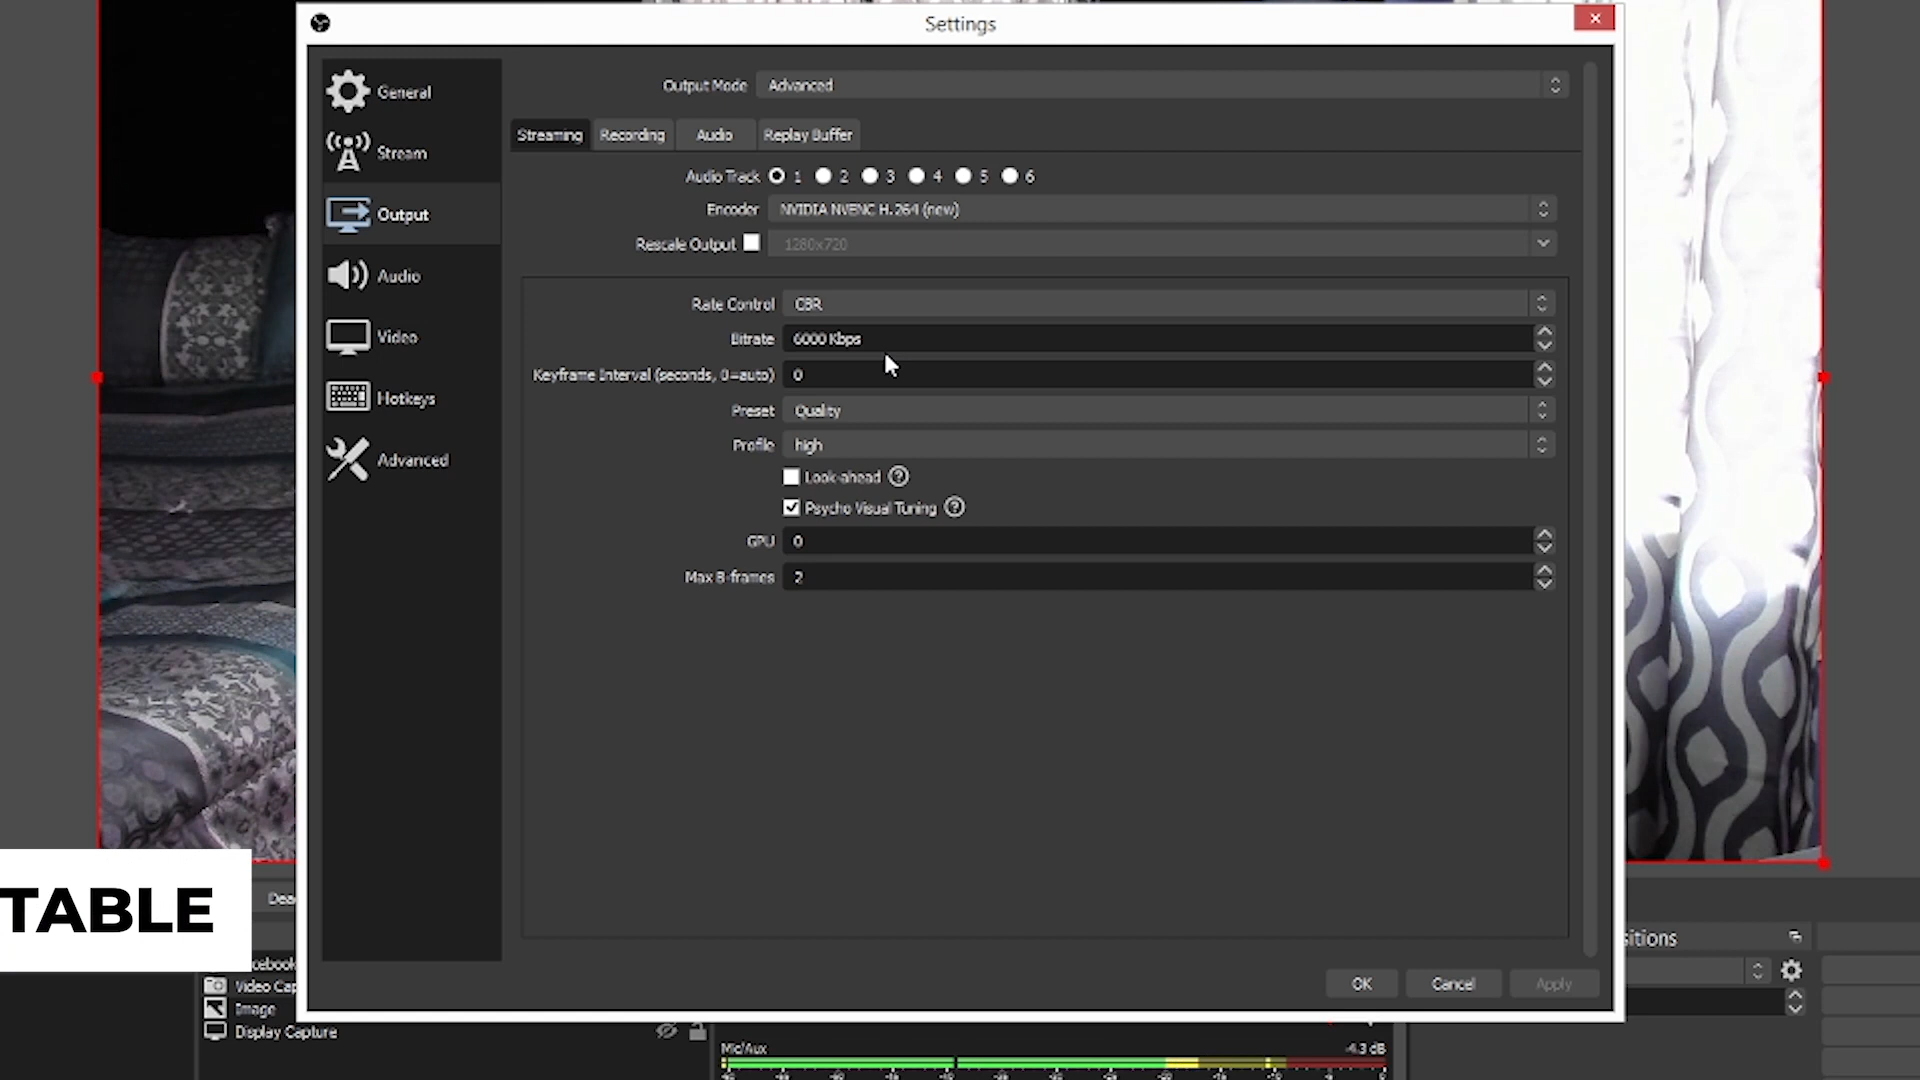 Settings
General
Stream
Output
Audio
Video
Hotkeys
Advanced
Output Mode Advanced
Streaming Recording Audio Replay Buffer
Audio Track 1 2 3 4 5 6
Encoder NVIDIA NVENC H.264 (new)
Rescale Output 1280x720
Rate Control CBR
Bitrate 6000 Kbps
Keyframe Interval (seconds, 0=auto) 0
Preset Quality
Profile high
Look-ahead ?
Psycho Visual Tuning ?
GPU 0
Max B-frames 2
OK Cancel Apply
TABLE
Dea
sitions
cebook
Video Cap
Image
Display Capture
Mic/Aux -4.3 dB